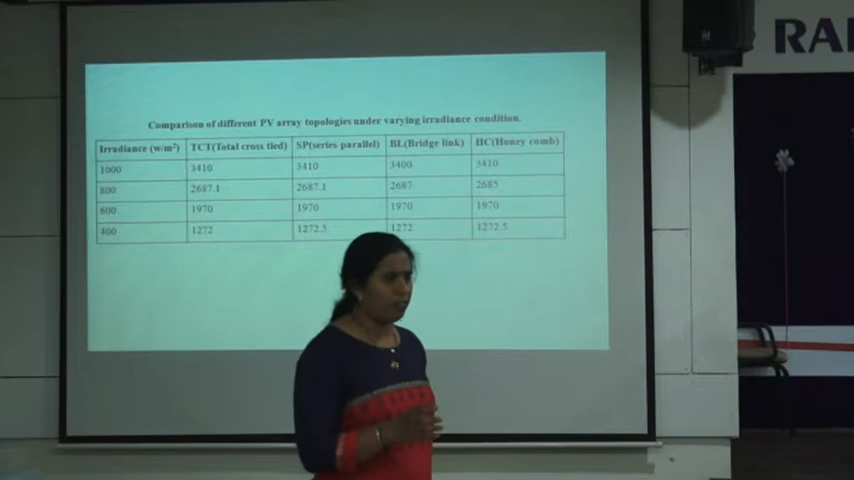 RAI
Comparison of different PV array topologies under varying irradiance condition.
Irradiance (w/m²) TCT(Total cross tied) SP(series-parallel) BL(Bridge link) HC(Honey comb)
1000 3410 3410 3400 3410
800 2687.1 2687.1 2687 2685
600 1970 1970 1970 1970
400 1272 1272.5 1272 1272.5